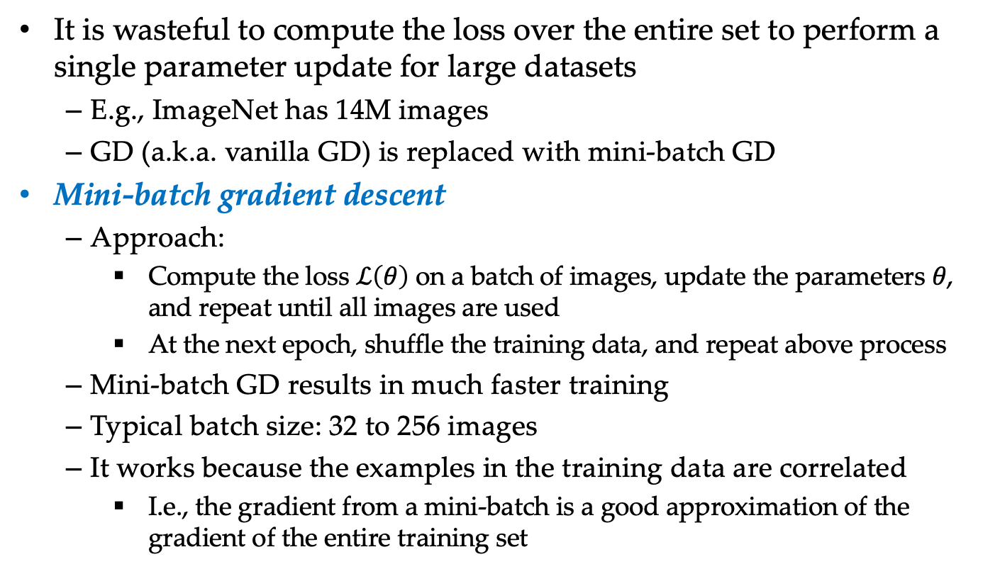 • It is wasteful to compute the loss over the entire set to perform a
single parameter update for large datasets
– E.g., ImageNet has 14M images
– GD (a.k.a. vanilla GD) is replaced with mini-batch GD
• Mini-batch gradient descent
– Approach:
▪ Compute the loss ℒ(θ) on a batch of images, update the parameters θ,
and repeat until all images are used
▪ At the next epoch, shuffle the training data, and repeat above process
– Mini-batch GD results in much faster training
– Typical batch size: 32 to 256 images
– It works because the examples in the training data are correlated
▪ I.e., the gradient from a mini-batch is a good approximation of the
gradient of the entire training set